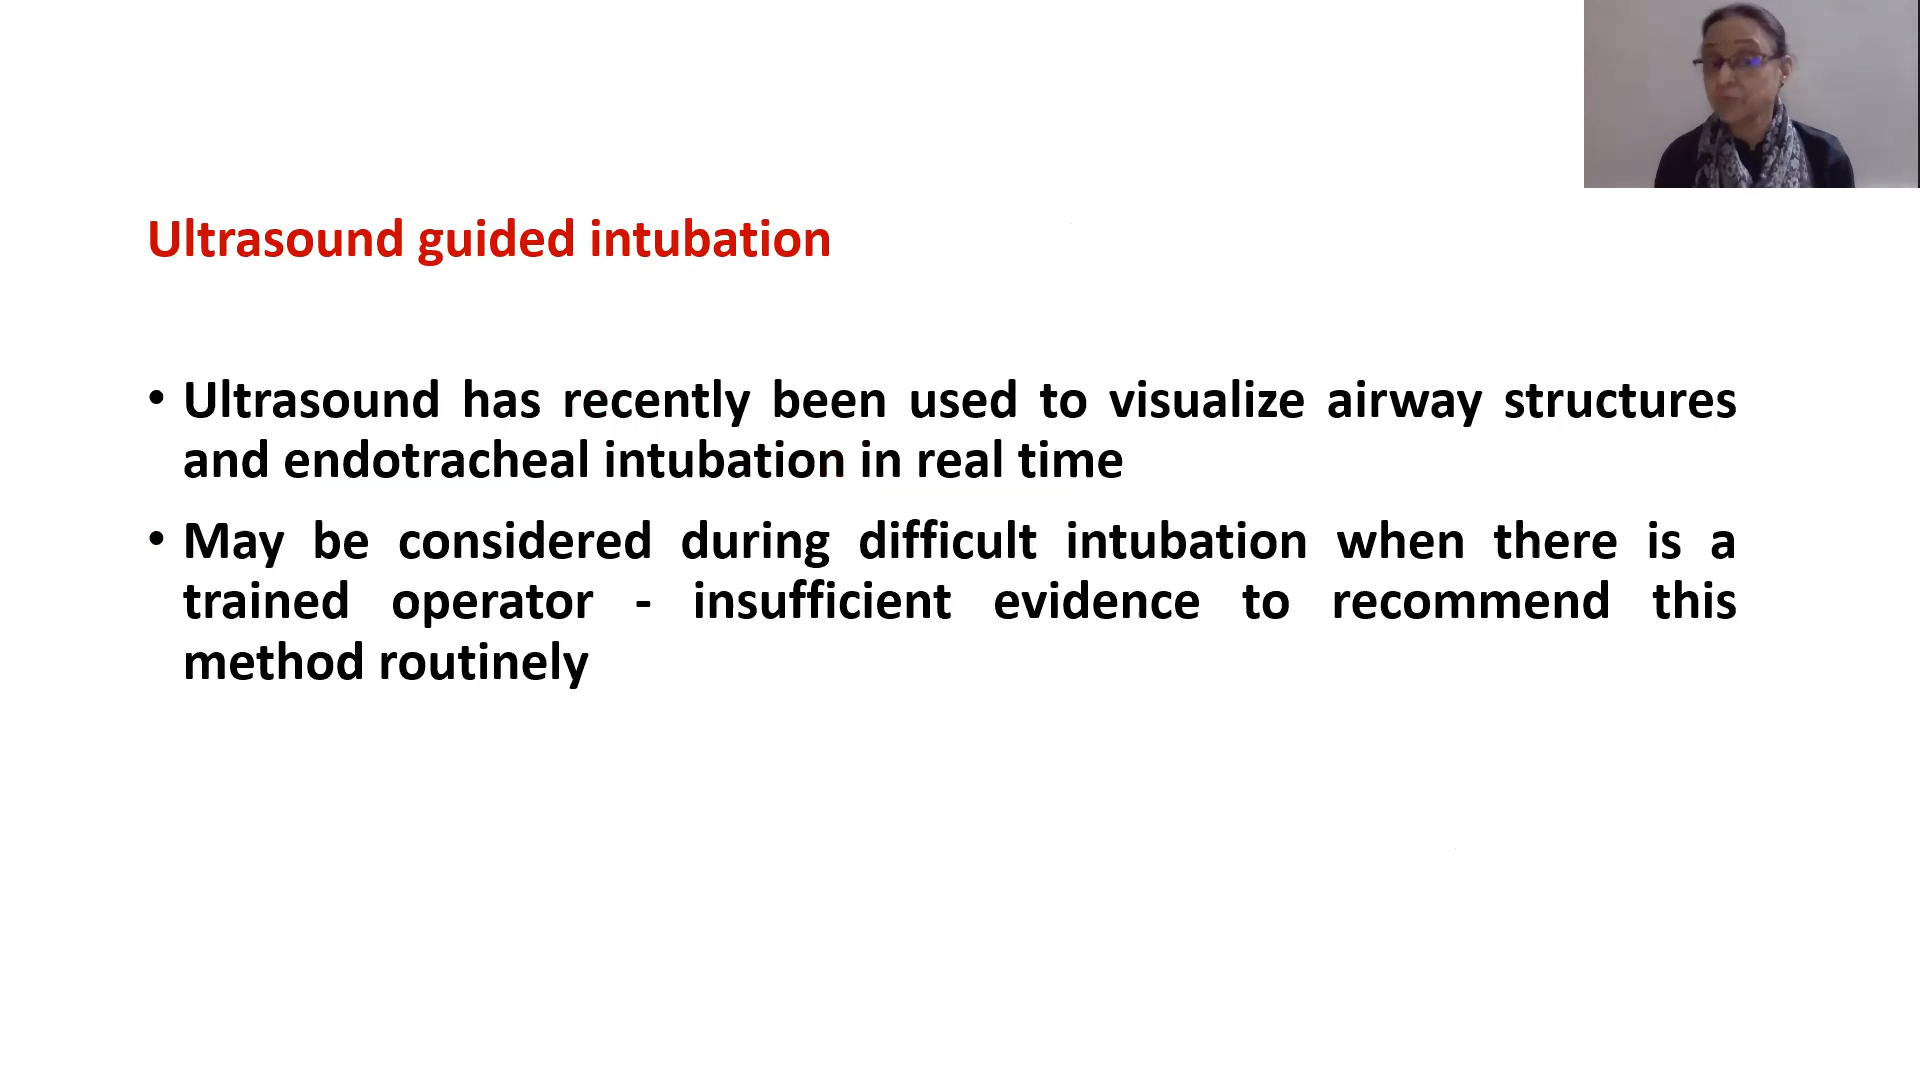 Ultrasound guided intubation
• Ultrasound has recently been used to visualize airway structures
and endotracheal intubation in real time
• May be considered during difficult intubation when there is a
trained operator - insufficient evidence to recommend this
method routinely